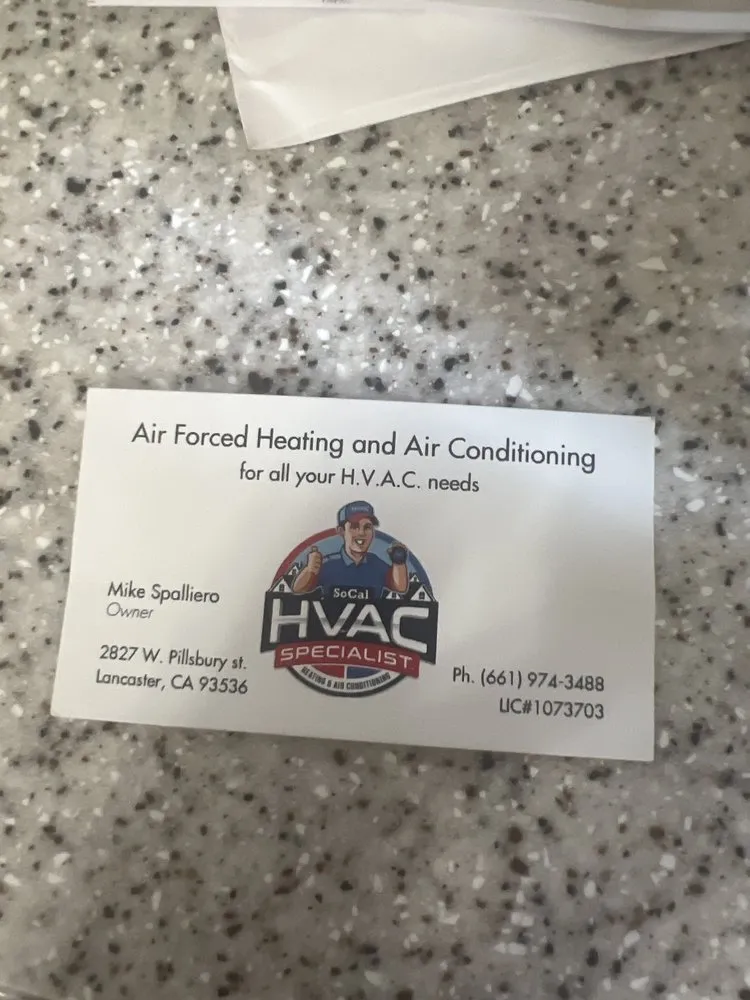 Air Forced Heating and Air Conditioning
for all your H.V.A.C. needs
SoCal
HVAC
SPECIALIST
HEATING & AIR CONDITIONING
Mike Spalliero
Owner
2827 W. Pillsbury st.
Lancaster, CA 93536
Ph. (661) 974-3488
LIC#1073703